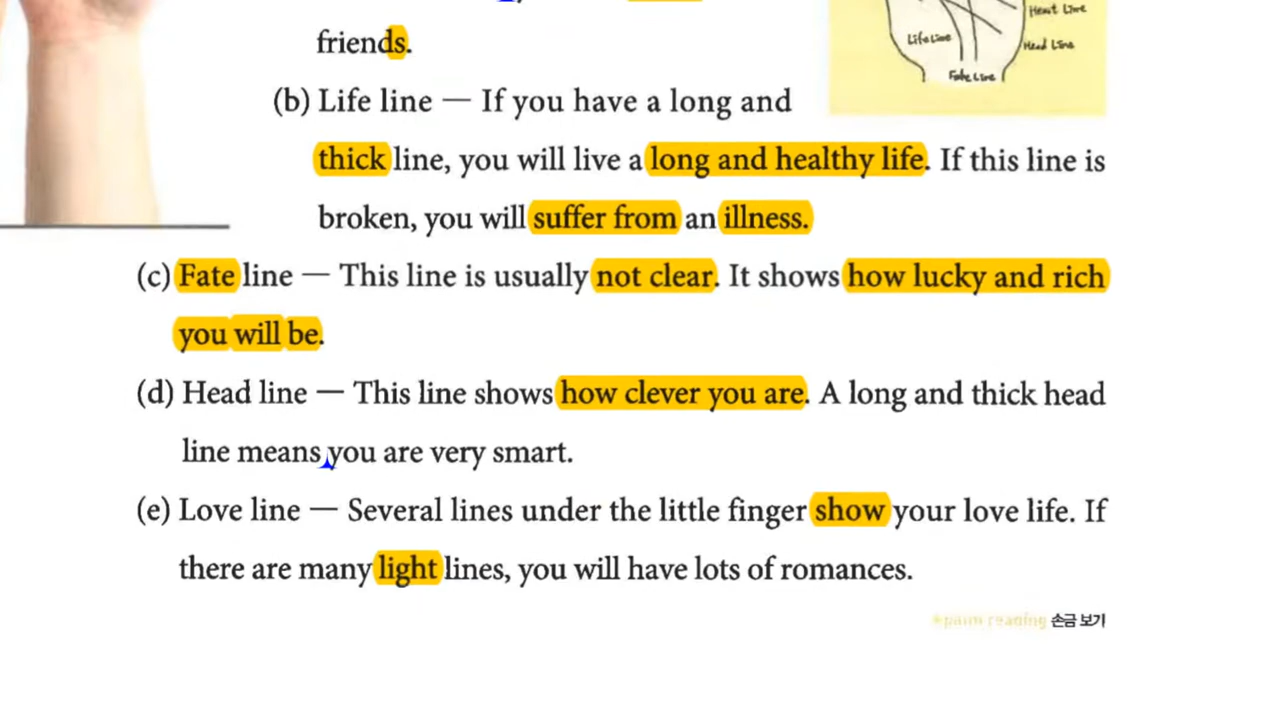 friends.
Heart Line
Life Line
Head Line
Fate Line
(b) Life line — If you have a long and
thick line, you will live a long and healthy life. If this line is
broken, you will suffer from an illness.
(c) Fate line — This line is usually not clear. It shows how lucky and rich
you will be.
(d) Head line — This line shows how clever you are. A long and thick head
line means you are very smart.
(e) Love line — Several lines under the little finger show your love life. If
there are many light lines, you will have lots of romances.
*palm reading 손금 보기